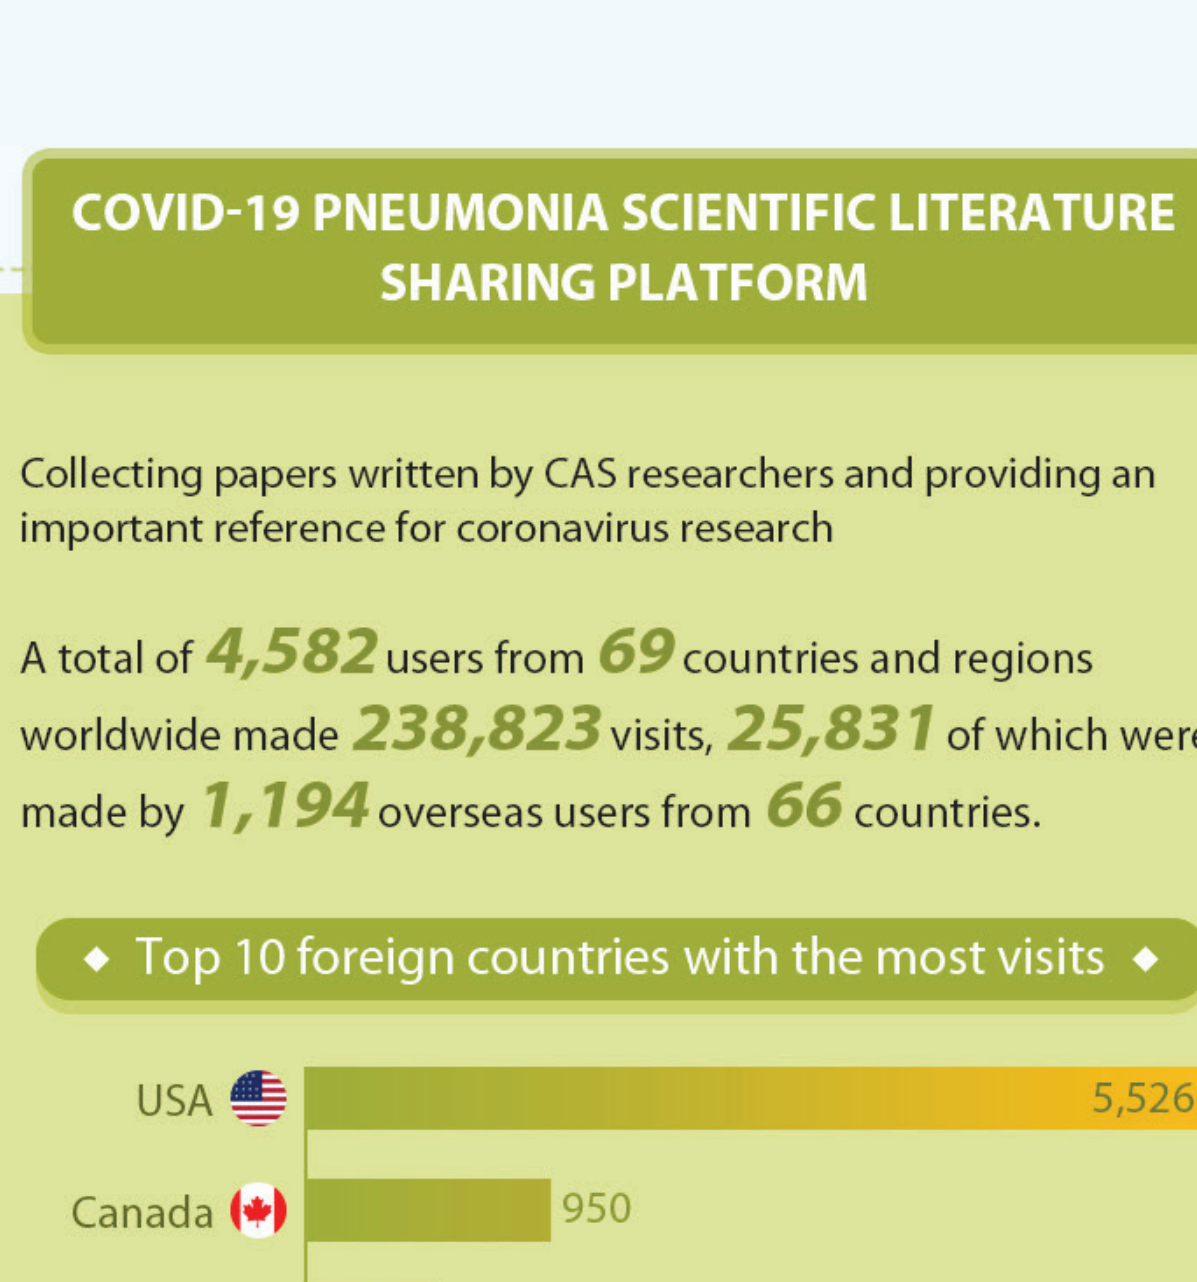 COVID-19 PNEUMONIA SCIENTIFIC LITERATURE
SHARING PLATFORM
Collecting papers written by CAS researchers and providing an
important reference for coronavirus research
A total of 4,582 users from 69 countries and regions
worldwide made 238,823 visits, 25,831 of which were
made by 1,194 overseas users from 66 countries.
Top 10 foreign countries with the most visits
USA 5,526
Canada 950